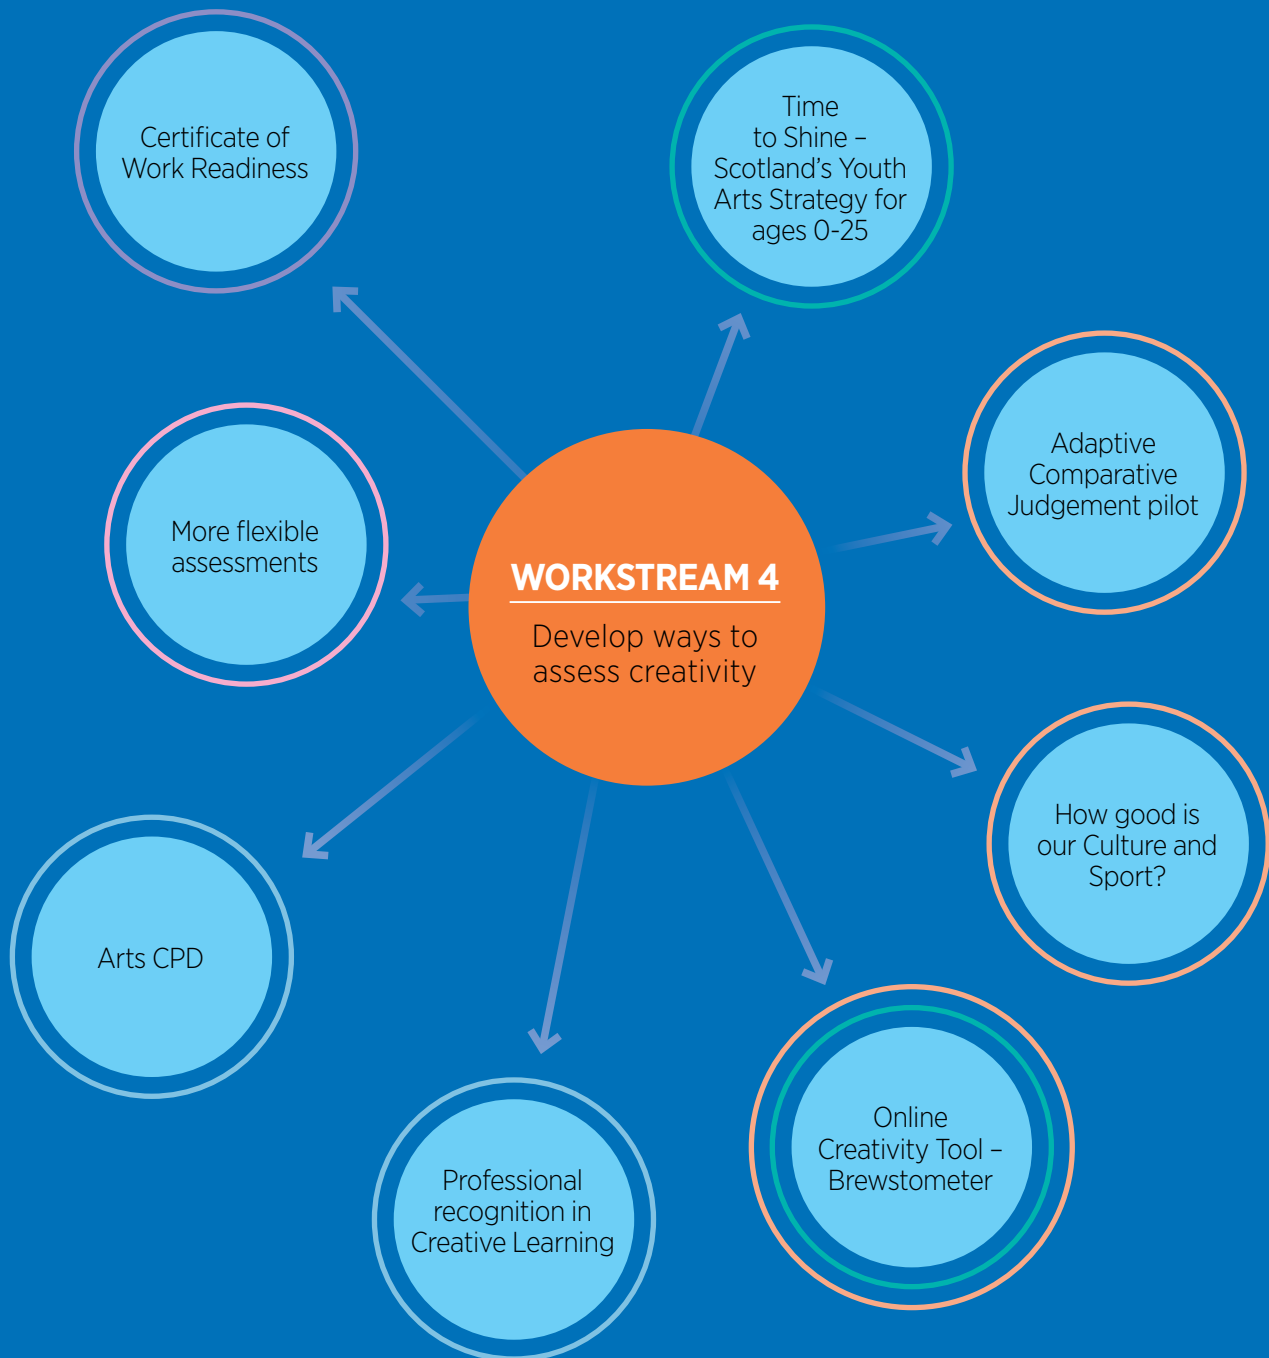 Certificate of
Work Readiness
Time
to Shine –
Scotland's Youth
Arts Strategy for
ages 0-25
Adaptive
Comparative
Judgement pilot
More flexible
assessments
WORKSTREAM 4
Develop ways to
assess creativity
How good is
our Culture and
Sport?
Arts CPD
Online
Creativity Tool –
Brewstometer
Professional
recognition in
Creative Learning